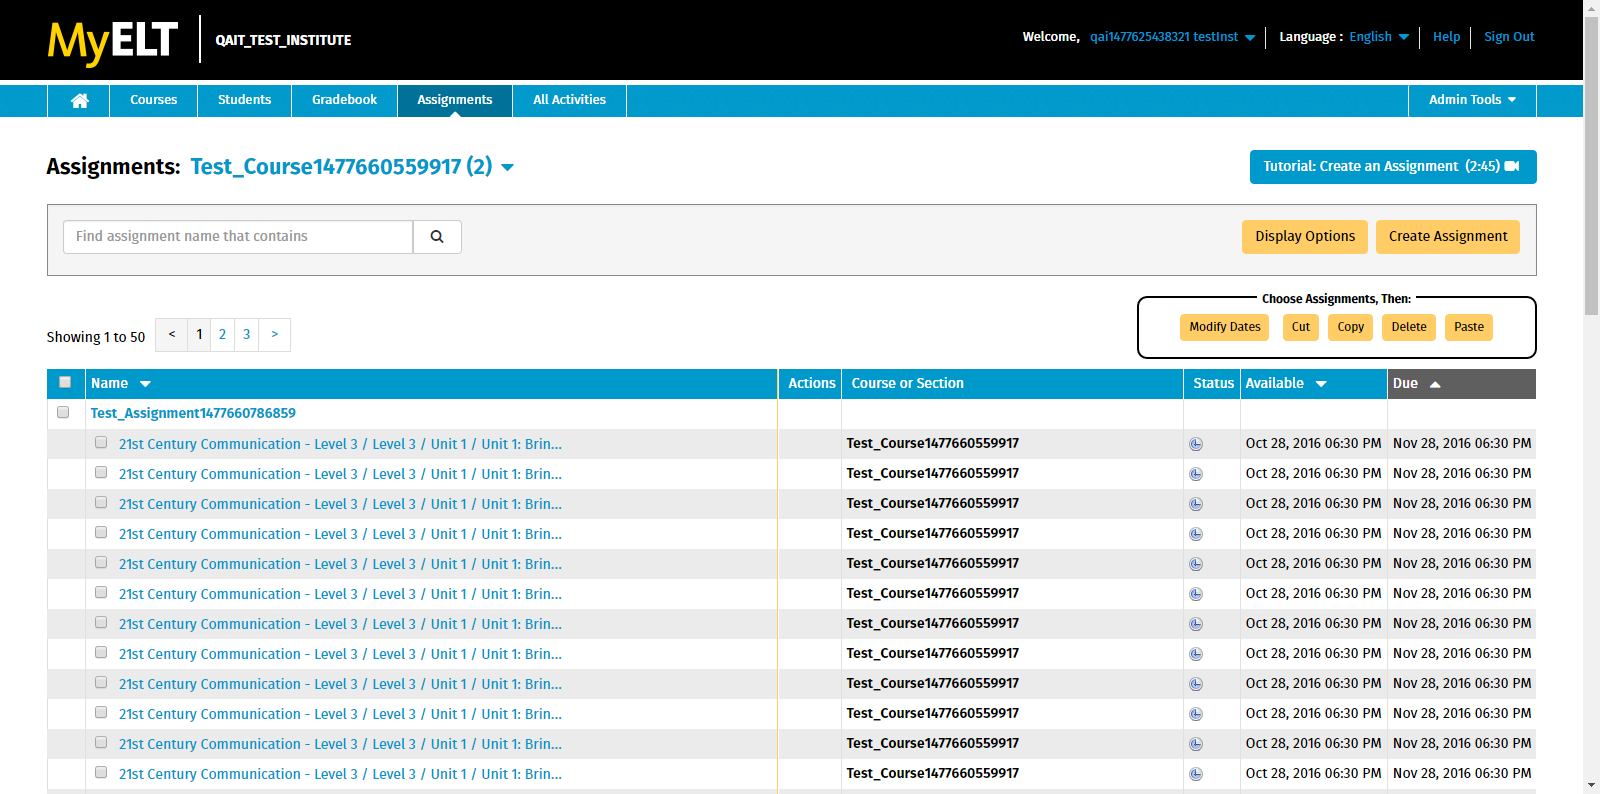 MyELT
QAIT_TEST_INSTITUTE
Welcome, qai1477625438321 testInst
Language : English
Help
Sign Out
Courses
Students
Gradebook
Assignments
All Activities
Admin Tools
Assignments: Test_Course1477660559917 (2)
Tutorial: Create an Assignment (2:45)
Find assignment name that contains
Display Options
Create Assignment
Choose Assignments, Then:
Showing 1 to 50
< 1 2 3 >
Modify Dates
Cut
Copy
Delete
Paste
Name Actions Course or Section Status Available Due
Test_Assignment1477660786859
21st Century Communication - Level 3 / Level 3 / Unit 1 / Unit 1: Brin... Test_Course1477660559917 Oct 28, 2016 06:30 PM Nov 28, 2016 06:30 PM
21st Century Communication - Level 3 / Level 3 / Unit 1 / Unit 1: Brin... Test_Course1477660559917 Oct 28, 2016 06:30 PM Nov 28, 2016 06:30 PM
21st Century Communication - Level 3 / Level 3 / Unit 1 / Unit 1: Brin... Test_Course1477660559917 Oct 28, 2016 06:30 PM Nov 28, 2016 06:30 PM
21st Century Communication - Level 3 / Level 3 / Unit 1 / Unit 1: Brin... Test_Course1477660559917 Oct 28, 2016 06:30 PM Nov 28, 2016 06:30 PM
21st Century Communication - Level 3 / Level 3 / Unit 1 / Unit 1: Brin... Test_Course1477660559917 Oct 28, 2016 06:30 PM Nov 28, 2016 06:30 PM
21st Century Communication - Level 3 / Level 3 / Unit 1 / Unit 1: Brin... Test_Course1477660559917 Oct 28, 2016 06:30 PM Nov 28, 2016 06:30 PM
21st Century Communication - Level 3 / Level 3 / Unit 1 / Unit 1: Brin... Test_Course1477660559917 Oct 28, 2016 06:30 PM Nov 28, 2016 06:30 PM
21st Century Communication - Level 3 / Level 3 / Unit 1 / Unit 1: Brin... Test_Course1477660559917 Oct 28, 2016 06:30 PM Nov 28, 2016 06:30 PM
21st Century Communication - Level 3 / Level 3 / Unit 1 / Unit 1: Brin... Test_Course1477660559917 Oct 28, 2016 06:30 PM Nov 28, 2016 06:30 PM
21st Century Communication - Level 3 / Level 3 / Unit 1 / Unit 1: Brin... Test_Course1477660559917 Oct 28, 2016 06:30 PM Nov 28, 2016 06:30 PM
21st Century Communication - Level 3 / Level 3 / Unit 1 / Unit 1: Brin... Test_Course1477660559917 Oct 28, 2016 06:30 PM Nov 28, 2016 06:30 PM
21st Century Communication - Level 3 / Level 3 / Unit 1 / Unit 1: Brin... Test_Course1477660559917 Oct 28, 2016 06:30 PM Nov 28, 2016 06:30 PM